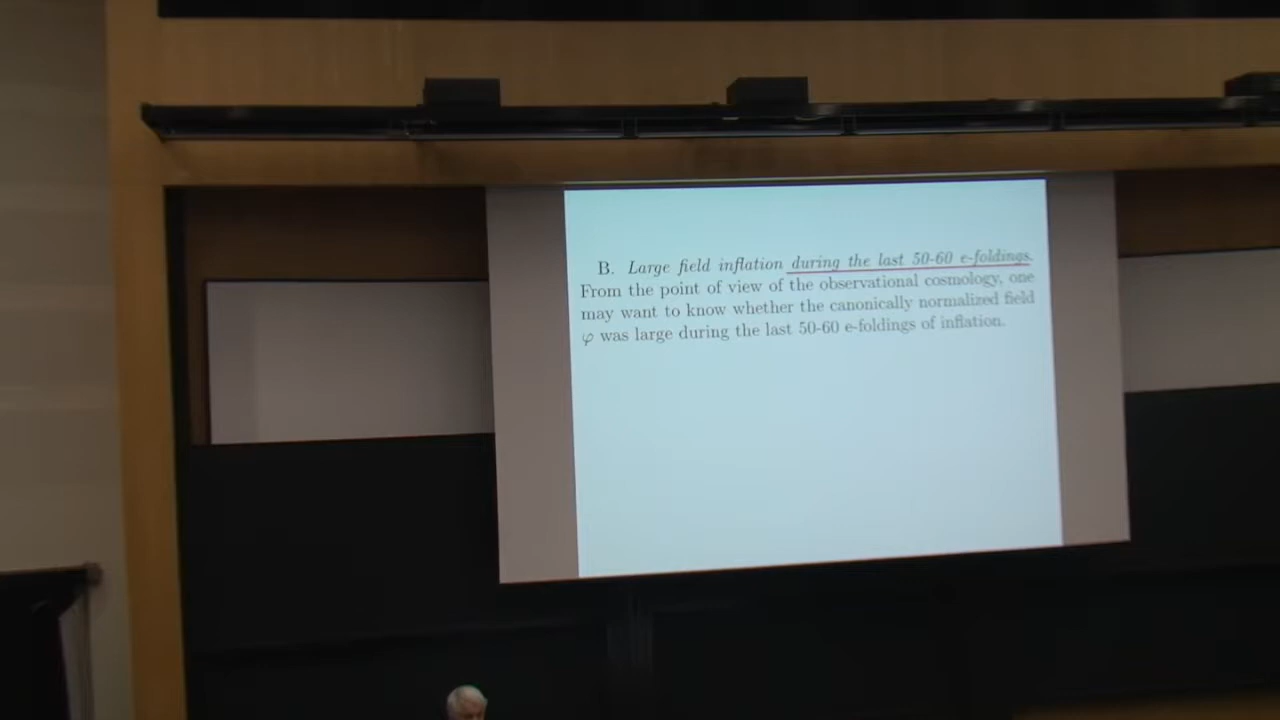 B. Large field inflation during the last 50-60 e-foldings.
From the point of view of the observational cosmology, one
may want to know whether the canonically normalized field
φ was large during the last 50-60 e-foldings of inflation.